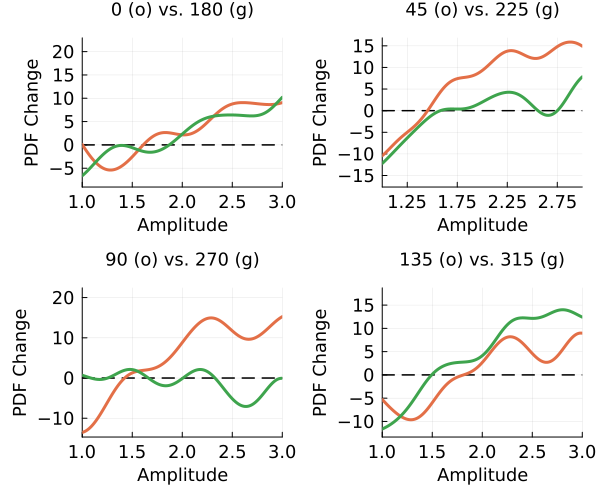 0 (o) vs. 180 (g)
PDF Change
20
15
10
5
0
−5
1.0 1.5 2.0 2.5 3.0
Amplitude
45 (o) vs. 225 (g)
PDF Change
15
10
5
0
−5
−10
−15
1.25 1.75 2.25 2.75
Amplitude
90 (o) vs. 270 (g)
PDF Change
20
10
0
−10
1.0 1.5 2.0 2.5 3.0
Amplitude
135 (o) vs. 315 (g)
PDF Change
15
10
5
0
−5
−10
1.0 1.5 2.0 2.5 3.0
Amplitude